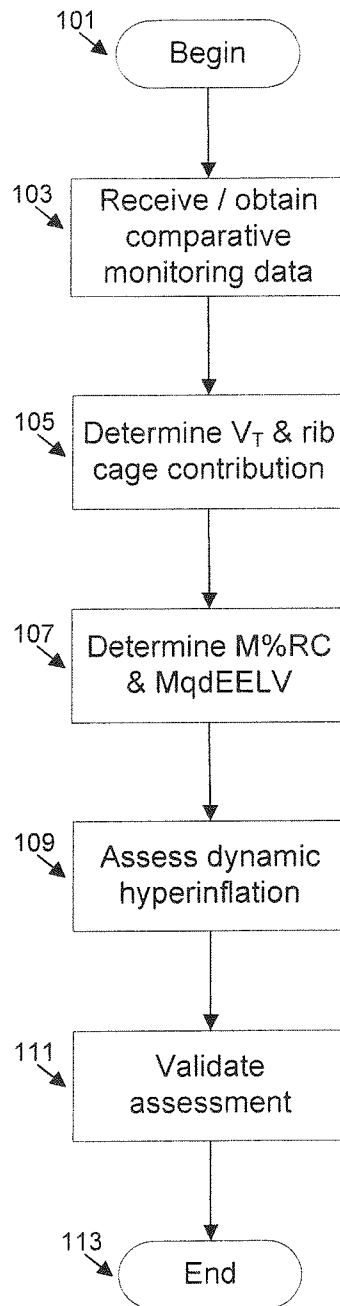 101
Begin
103
Receive / obtain
comparative
monitoring data
105
Determine V_T & rib
cage contribution
107
Determine M%RC
& MqdEELV
109
Assess dynamic
hyperinflation
111
Validate
assessment
113
End